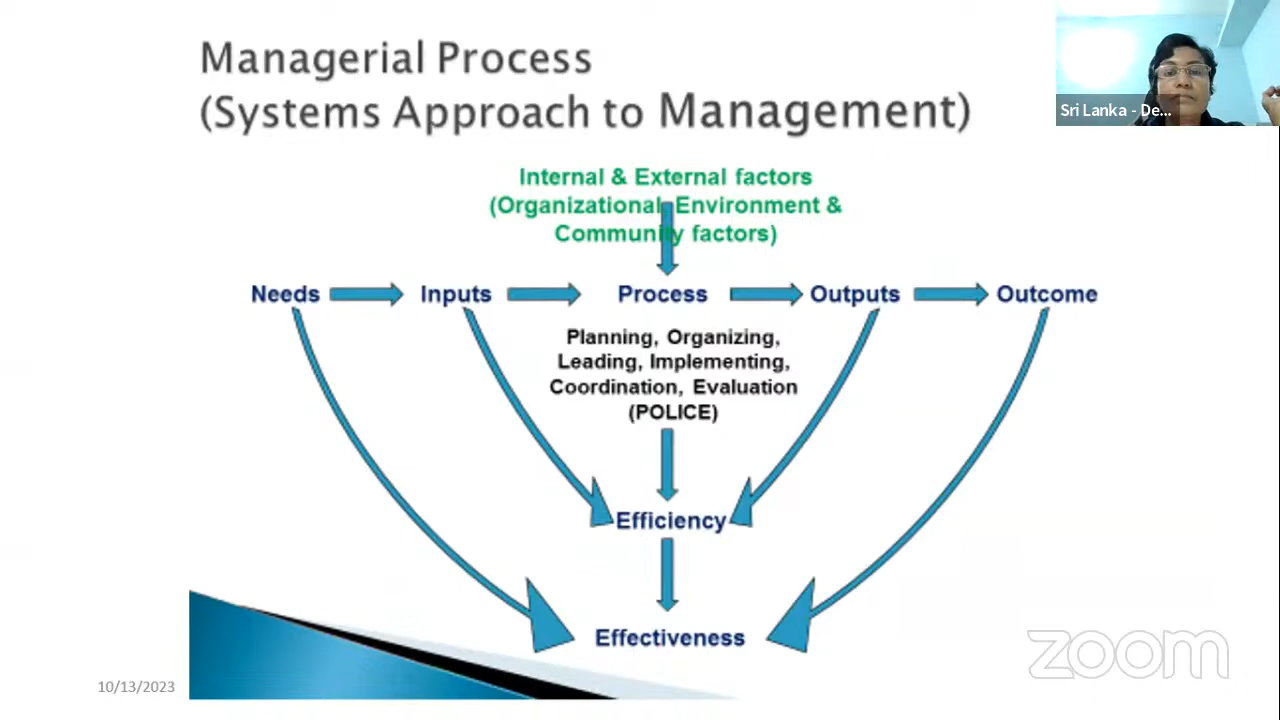 Managerial Process
(Systems Approach to Management)
Sri Lanka - De...
Internal & External factors
(Organizational, Environment &
Community factors)
Needs
Inputs
Process
Outputs
Outcome
Planning, Organizing,
Leading, Implementing,
Coordination, Evaluation
(POLICE)
Efficiency
Effectiveness
zoom
10/13/2023